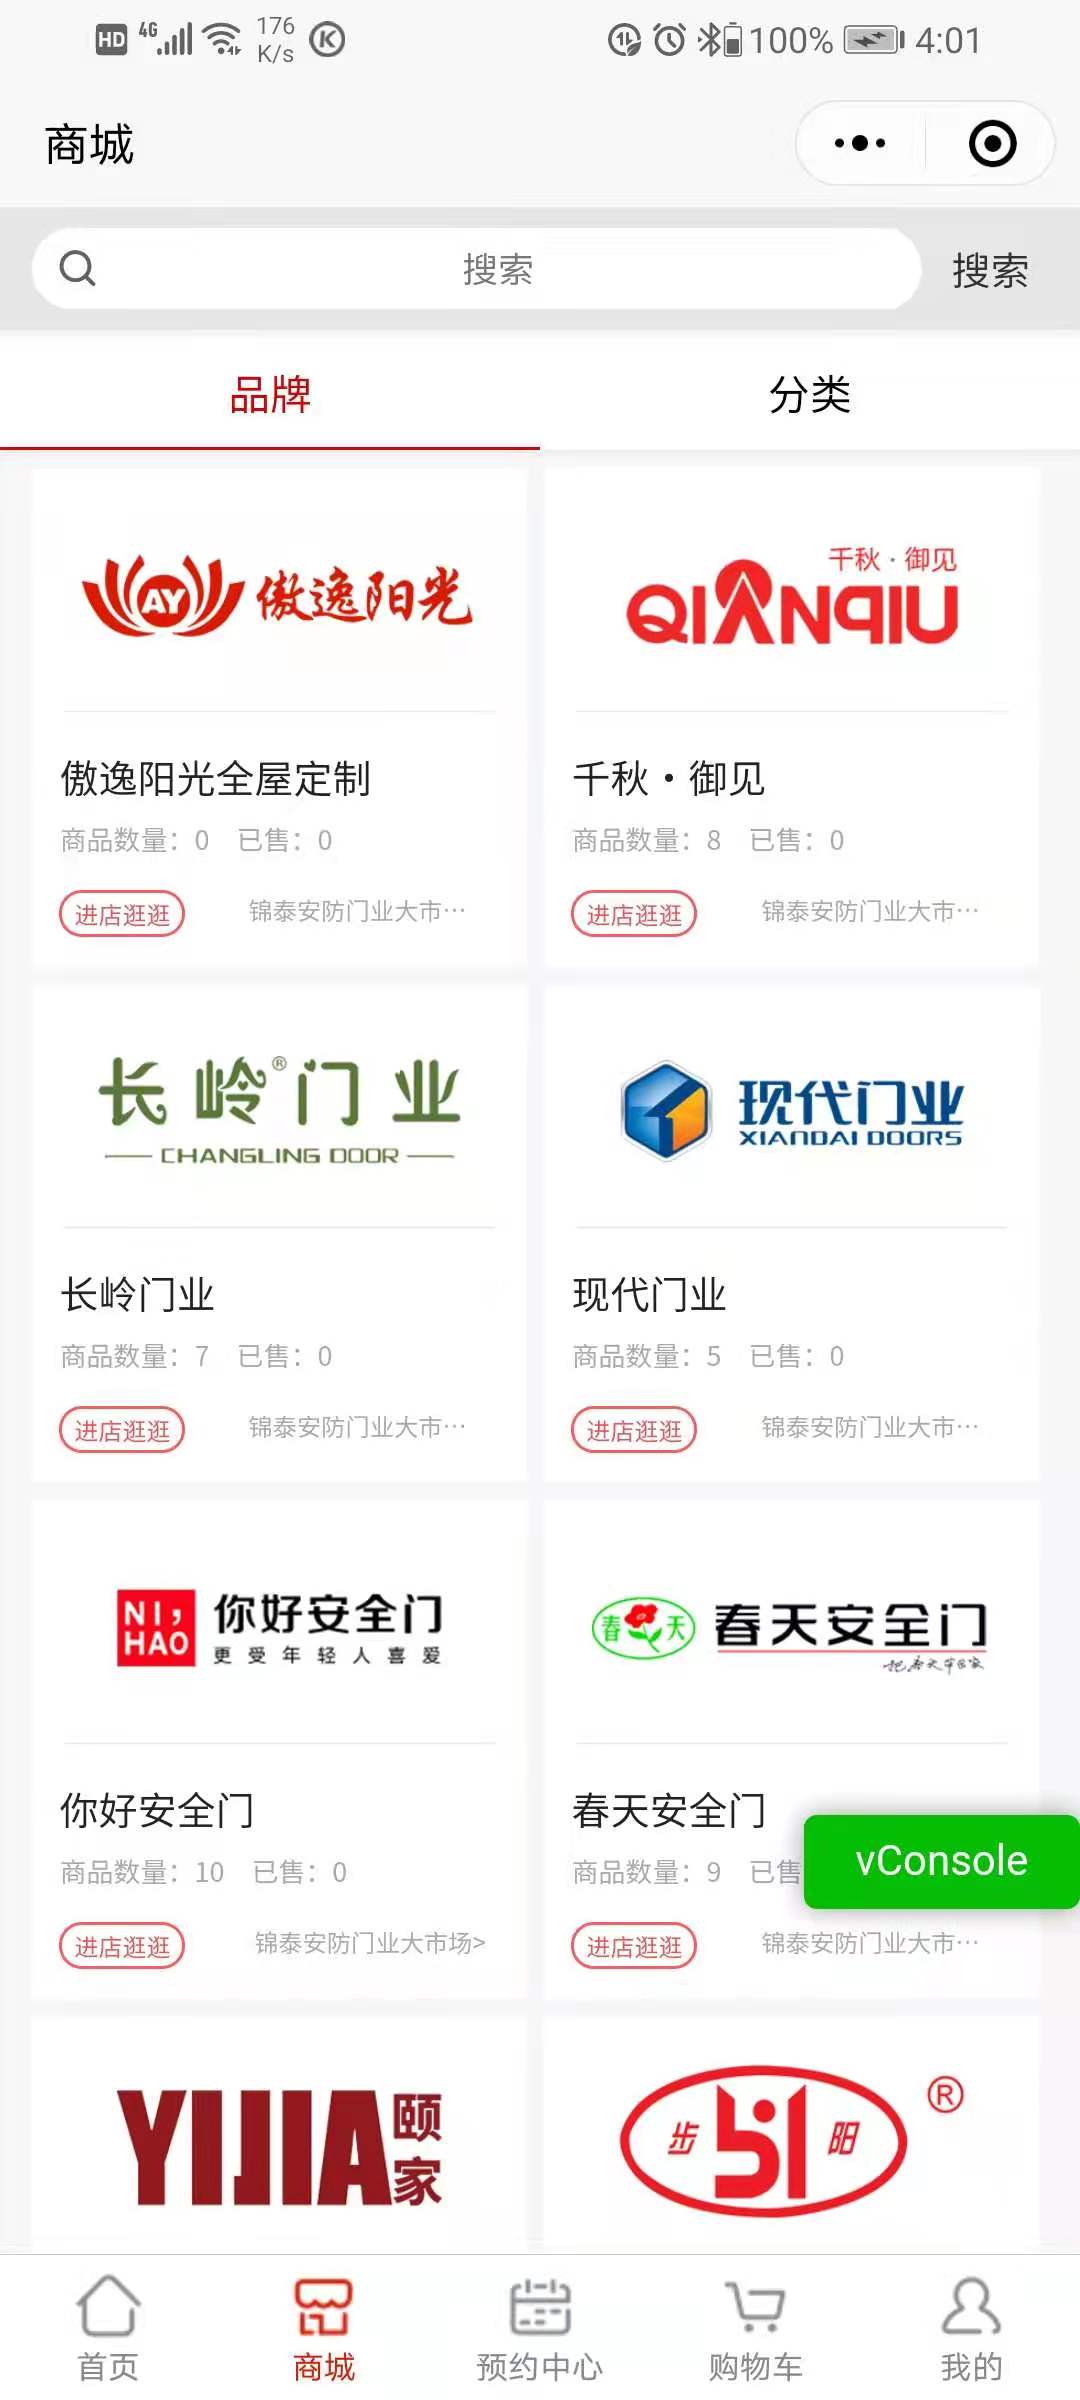 HD 4G 176 K/s 100% 4:01
商城
搜索 搜索
品牌 分类
AY 傲逸阳光
千秋·御见
QIANQIU
傲逸阳光全屋定制
商品数量：0 已售：0
进店逛逛 锦泰安防门业大市…
千秋·御见
商品数量：8 已售：0
进店逛逛 锦泰安防门业大市…
长岭®门业
CHANGLING DOOR
现代门业
XIANDAI DOORS
长岭门业
商品数量：7 已售：0
进店逛逛 锦泰安防门业大市…
现代门业
商品数量：5 已售：0
进店逛逛 锦泰安防门业大市…
NI,
HAO
你好安全门
更受年轻人喜爱
春天 春天安全门
你好安全门
商品数量：10 已售：0
进店逛逛 锦泰安防门业大市场>
春天安全门
商品数量：9 已售
进店逛逛 锦泰安防门业大市…
vConsole
YIJIA 颐家
步阳 ®
首页 商城 预约中心 购物车 我的